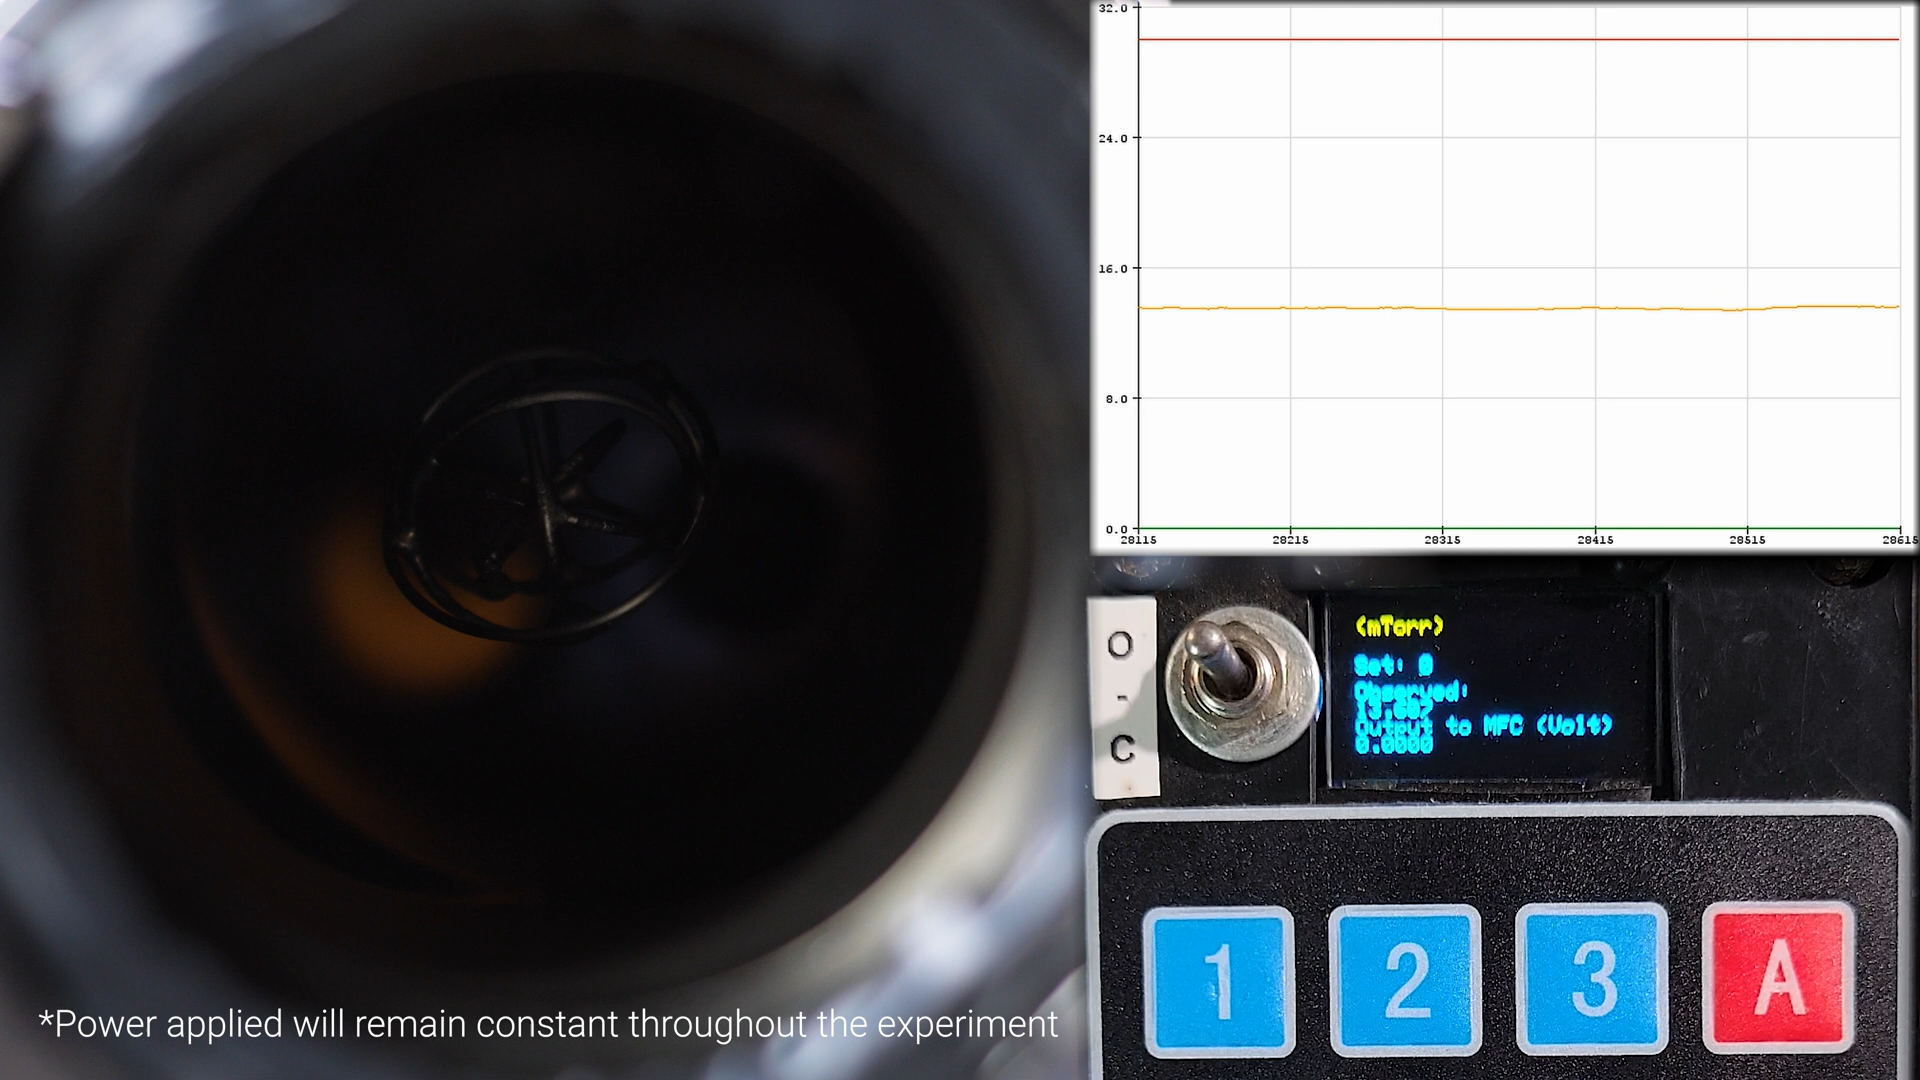 *Power applied will remain constant throughout the experiment
32.0
24.0
16.0
8.0
0.0
28115 28215 28315 28415 28515 28615
O
-
C
(mTorr)
Set: 0
Observed:
Output to MFC (Volt)
0.0000
1 2 3 A